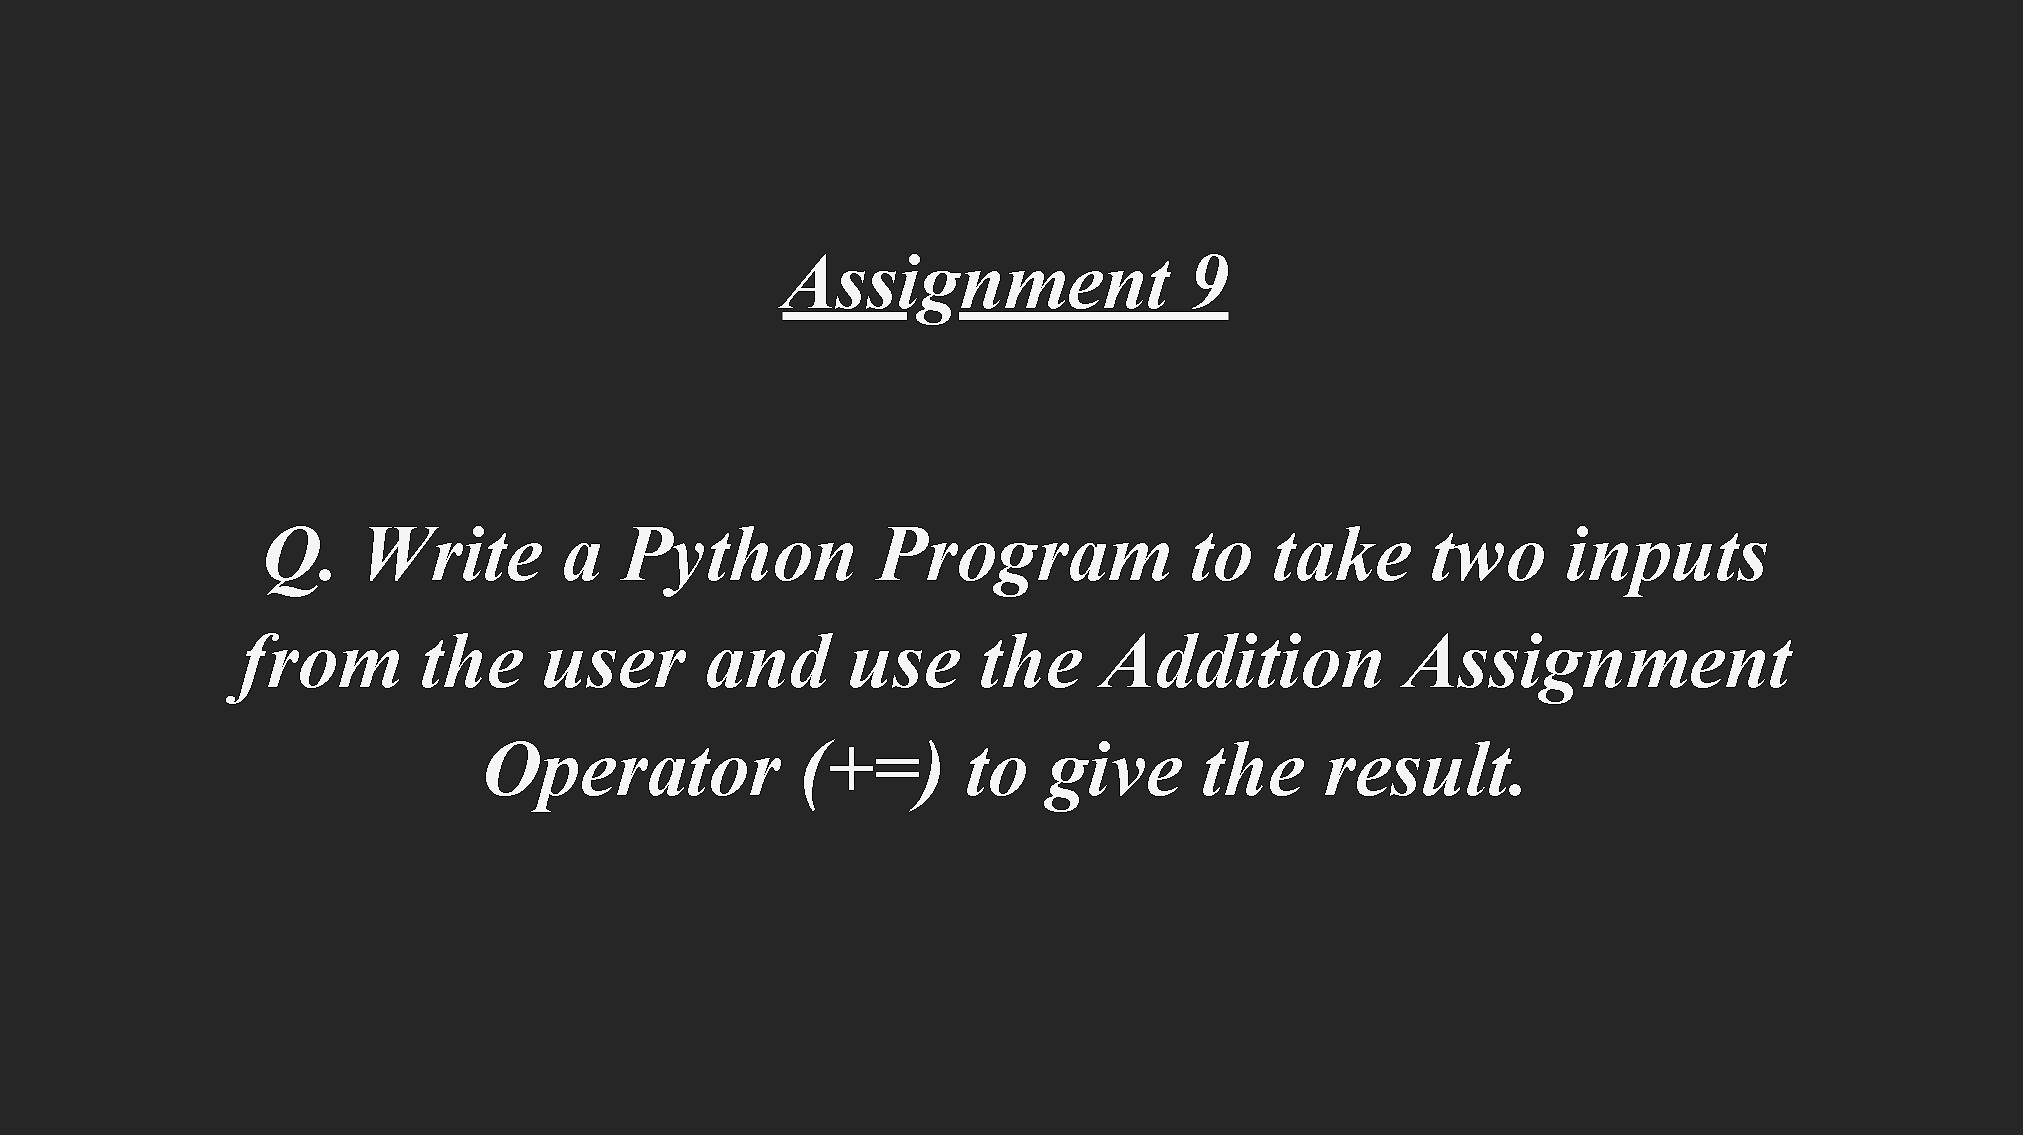 Assignment 9
Q. Write a Python Program to take two inputs
from the user and use the Addition Assignment
Operator (+=) to give the result.